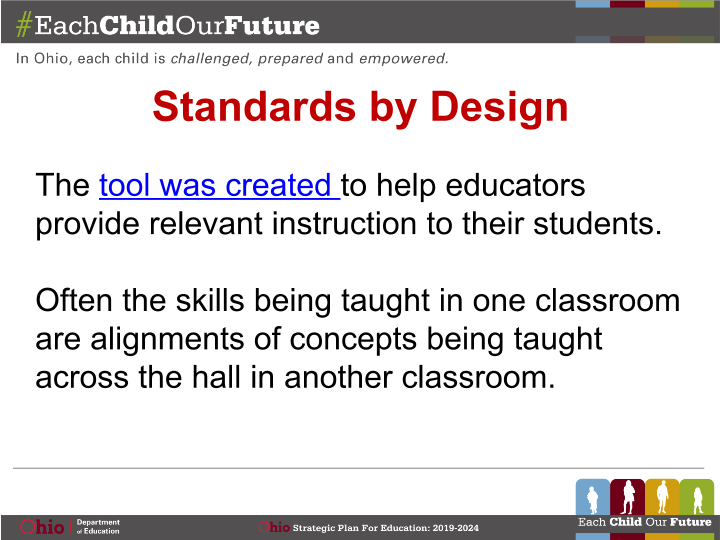 #EachChildOurFuture
In Ohio, each child is challenged, prepared and empowered.
Standards by Design
The tool was created to help educators
provide relevant instruction to their students.
Often the skills being taught in one classroom
are alignments of concepts being taught
across the hall in another classroom.
Ohio | Department of Education
Ohio Strategic Plan For Education: 2019-2024
Each Child Our Future